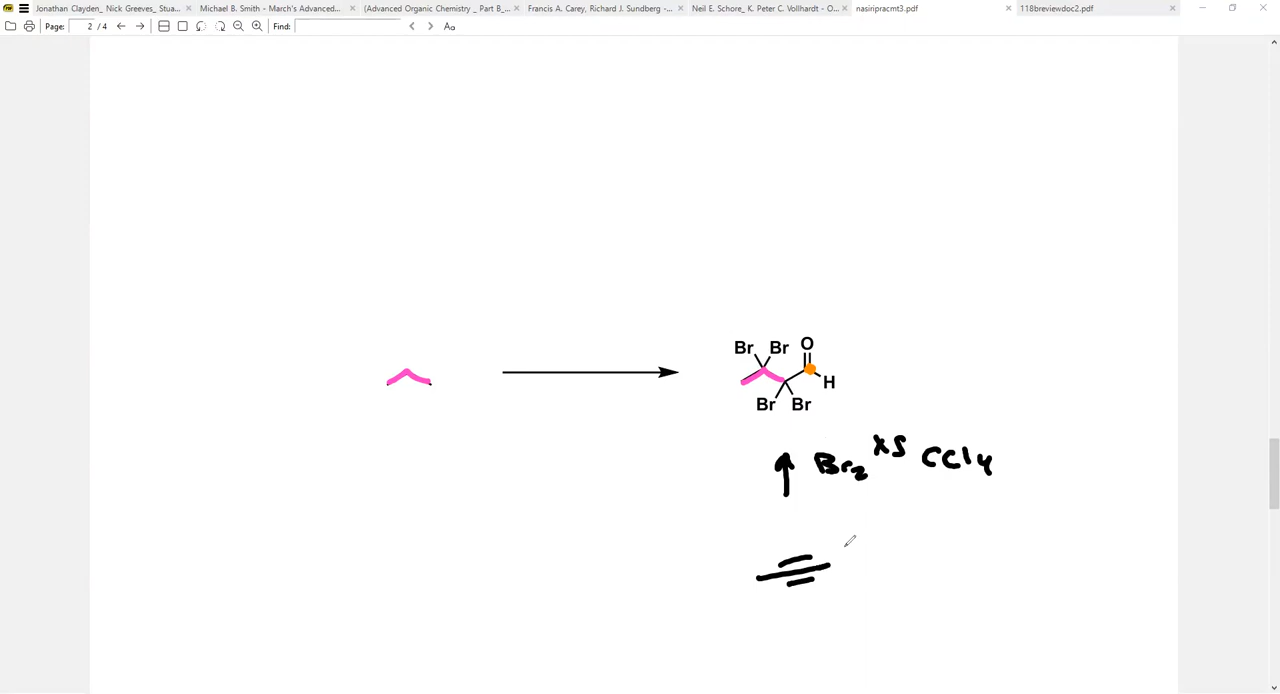 Jonathan Clayden_ Nick Greeves_ Stua... Michael B. Smith - March's Advanced... (Advanced Organic Chemistry _ Part B_... Francis A. Carey, Richard J. Sundberg -... Neil E. Schore_ K. Peter C. Vollhardt - O... nasiripracmt3.pdf 118breviewdoc2.pdf
Page: 2 / 4 Find: Aa
Br Br O
H
Br Br
Br2 XS CCl4